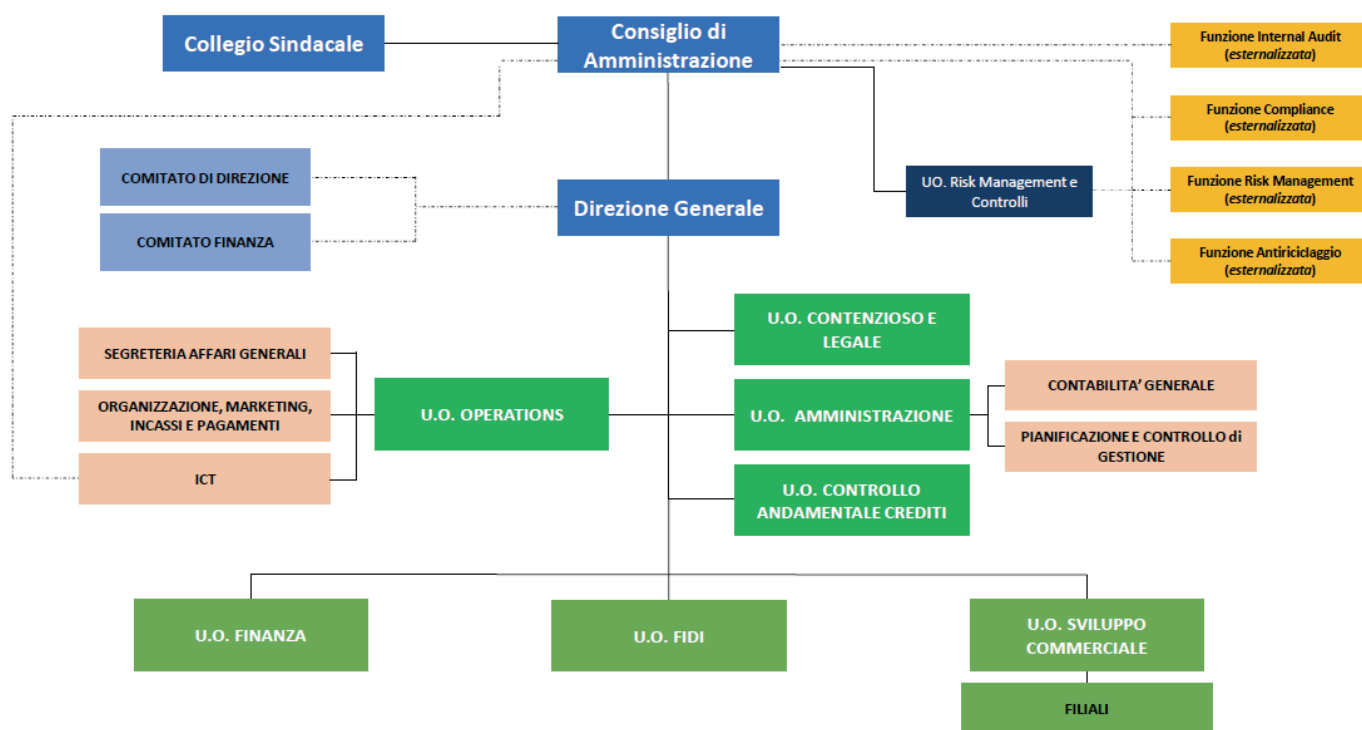 Collegio Sindacale
Consiglio di
Amministrazione
Funzione Internal Audit
(esternalizzata)
Funzione Compliance
(esternalizzata)
COMITATO DI DIREZIONE
COMITATO FINANZA
Direzione Generale
UO. Risk Management e
Controlli
Funzione Risk Management
(esternalizzata)
Funzione Antiriciclaggio
(esternalizzata)
SEGRETERIA AFFARI GENERALI
ORGANIZZAZIONE, MARKETING,
INCASSI E PAGAMENTI
ICT
U.O. OPERATIONS
U.O. CONTENZIOSO E
LEGALE
U.O. AMMINISTRAZIONE
U.O. CONTROLLO
ANDAMENTALE CREDITI
CONTABILITA’ GENERALE
PIANIFICAZIONE E CONTROLLO di
GESTIONE
U.O. FINANZA
U.O. FIDI
U.O. SVILUPPO
COMMERCIALE
FILIALI